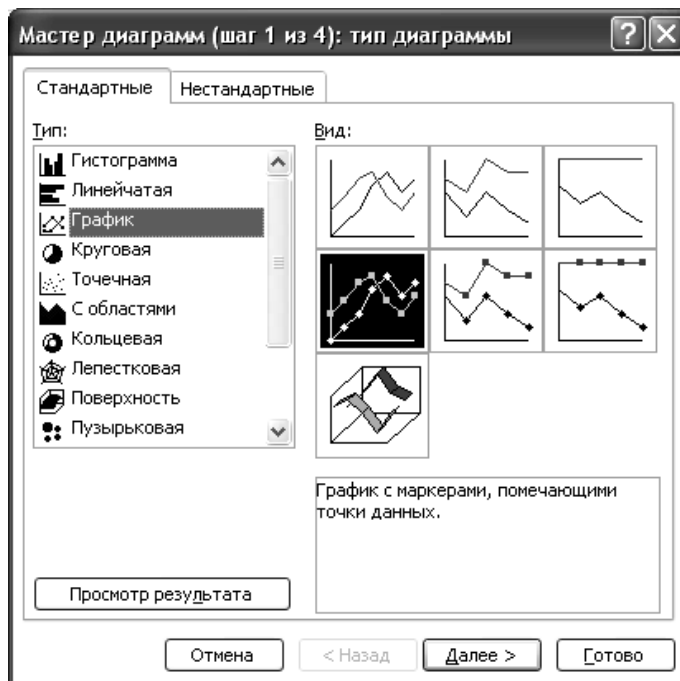 Мастер диаграмм (шаг 1 из 4): тип диаграммы
Стандартные Нестандартные
Тип:
Гистограмма
Линейчатая
График
Круговая
Точечная
С областями
Кольцевая
Лепестковая
Поверхность
Пузырьковая
Вид:
График с маркерами, помечающими
точки данных.
Просмотр результата
Отмена < Назад Далее > Готово